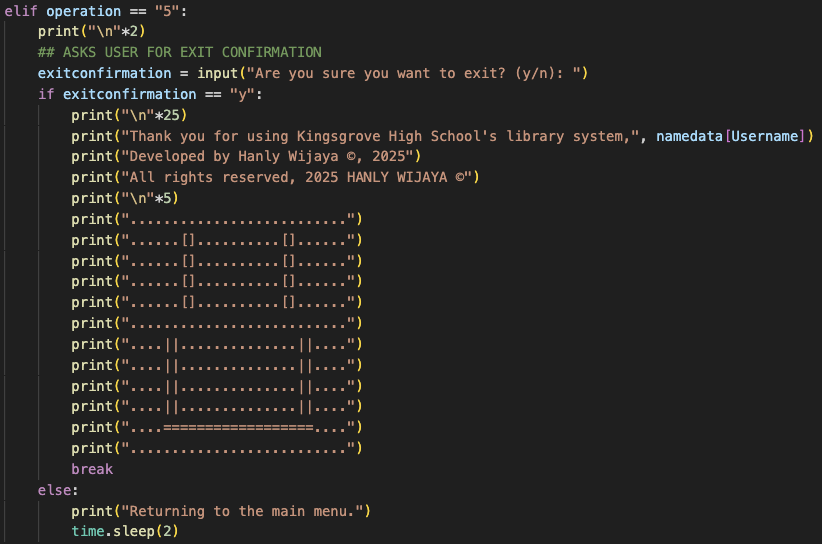 elif operation == "5":
    print("\n"*2)
    ## ASKS USER FOR EXIT CONFIRMATION
    exitconfirmation = input("Are you sure you want to exit? (y/n): ")
    if exitconfirmation == "y":
        print("\n"*25)
        print("Thank you for using Kingsgrove High School's library system,", namedata[Username])
        print("Developed by Hanly Wijaya ©, 2025")
        print("All rights reserved, 2025 HANLY WIJAYA ©")
        print("\n"*5)
        print("..........................")
        print("......[]..........[]......")
        print("......[]..........[]......")
        print("......[]..........[]......")
        print("......[]..........[]......")
        print("..........................")
        print("....||..............||....")
        print("....||..............||....")
        print("....||..............||....")
        print("....||..............||....")
        print("....==================....")
        print("..........................")
        break
    else:
        print("Returning to the main menu.")
        time.sleep(2)